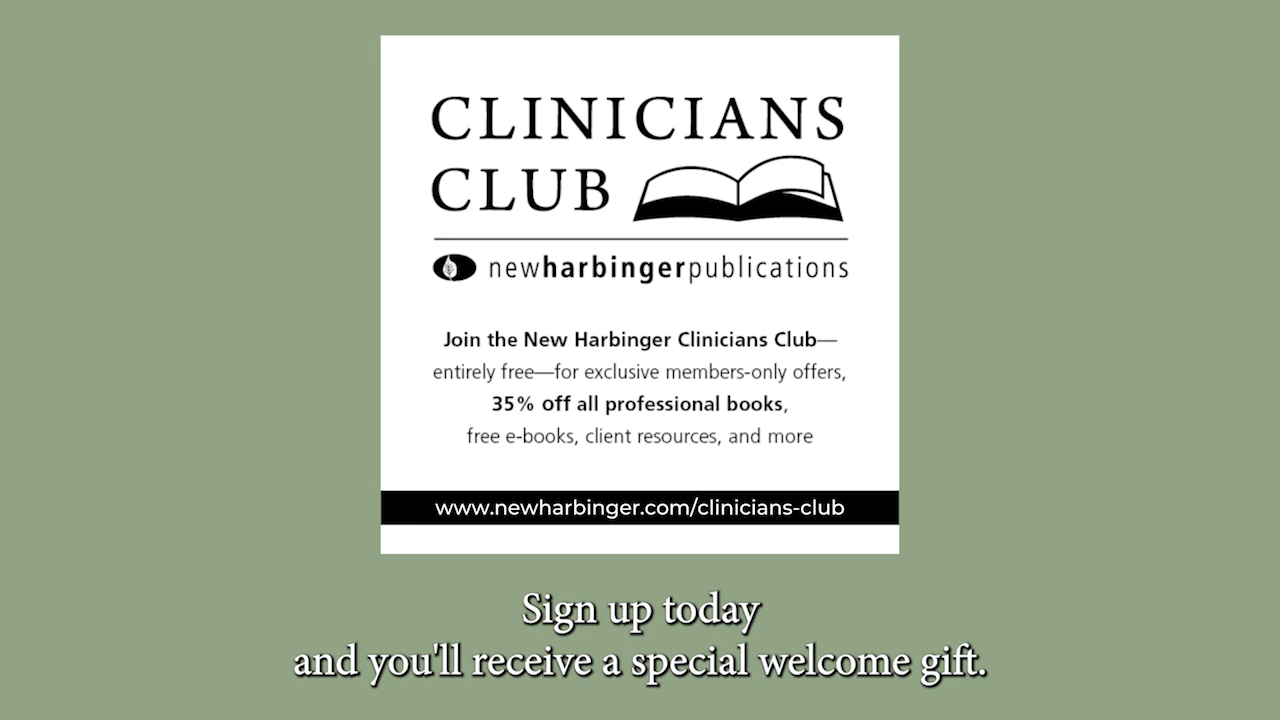 CLINICIANS
CLUB
newharbingerpublications
Join the New Harbinger Clinicians Club—
entirely free—for exclusive members-only offers,
35% off all professional books,
free e-books, client resources, and more
www.newharbinger.com/clinicians-club
Sign up today
and you'll receive a special welcome gift.